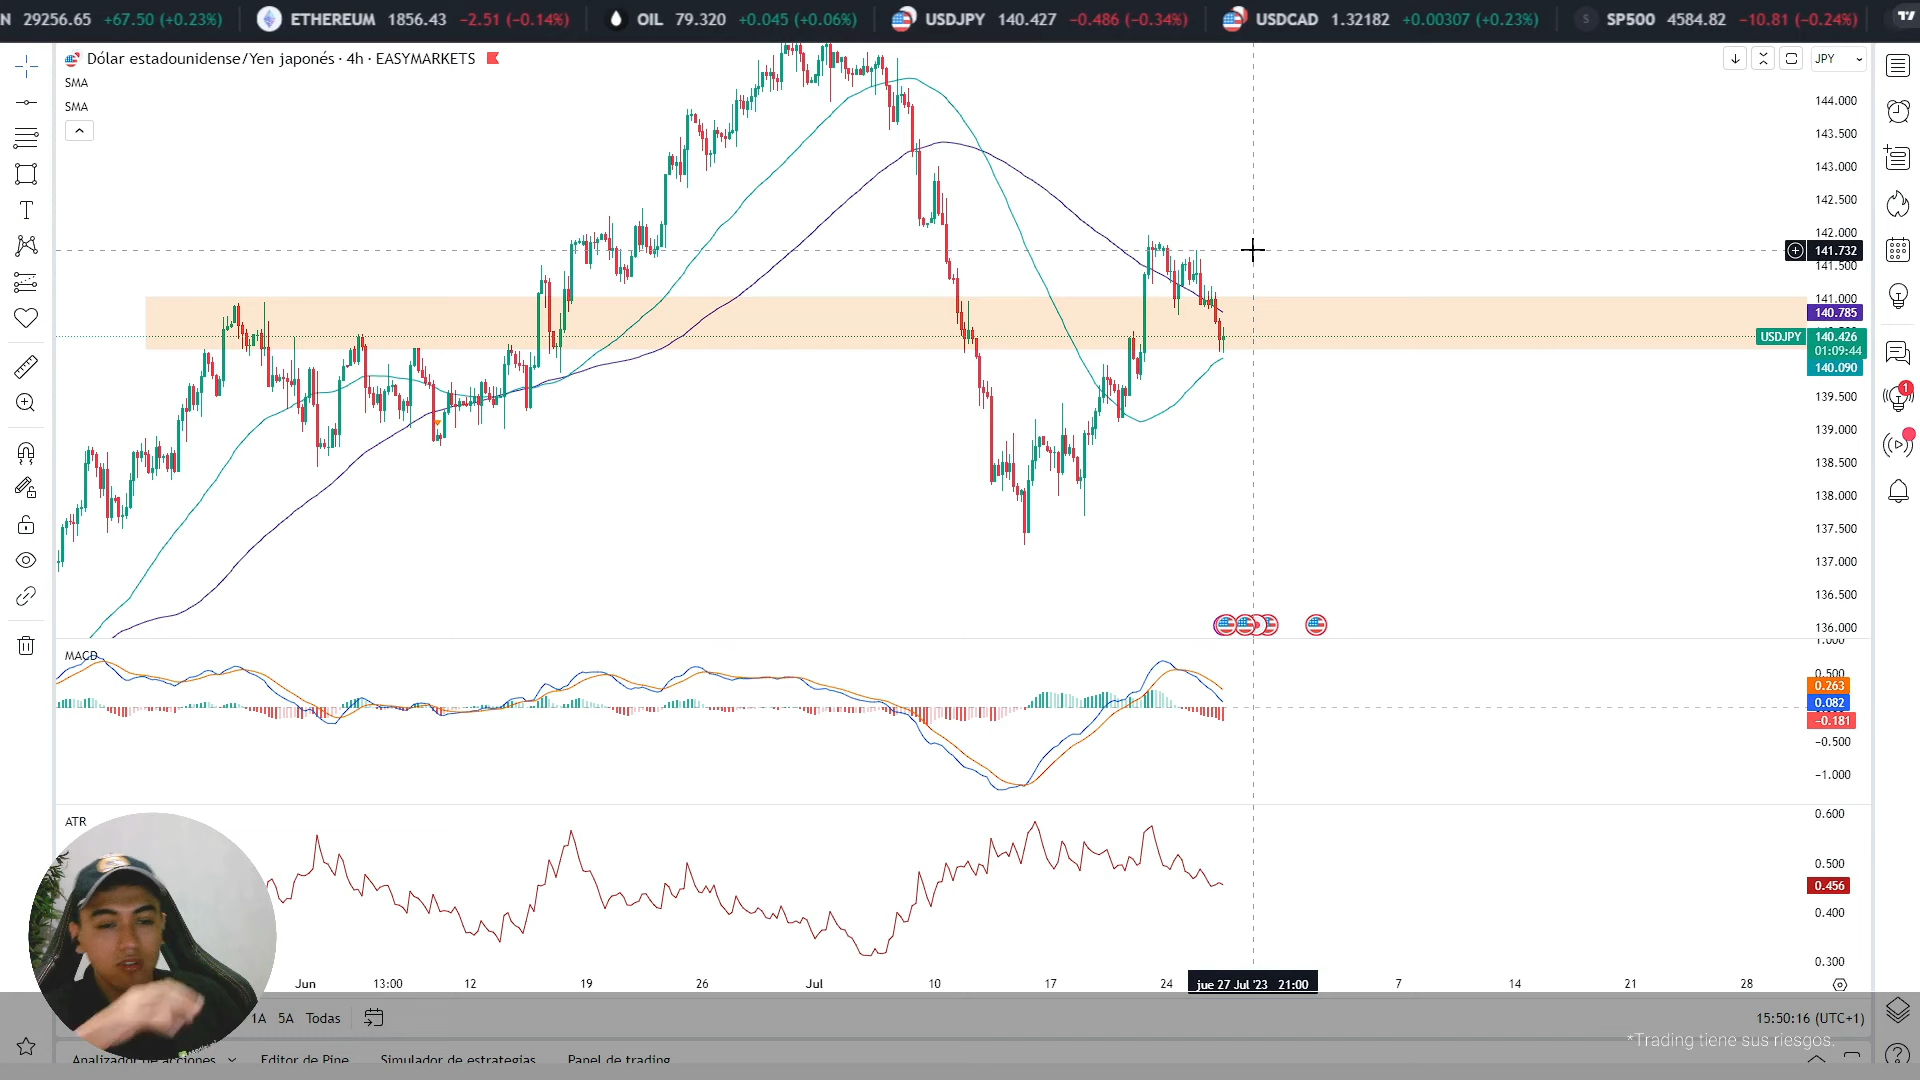 N 29256.65 +67.50 (+0.23%) ETHEREUM 1856.43 −2.51 (−0.14%) OIL 79.320 +0.045 (+0.06%) USDJPY 140.427 −0.486 (−0.34%) USDCAD 1.32182 +0.00307 (+0.23%) S SP500 4584.82 −10.81 (−0.24%)
Dólar estadounidense/Yen japonés · 4h · EASYMARKETS
JPY
SMA
SMA
144.000
143.500
143.000
142.500
142.000
141.732
141.500
141.000
140.785
USDJPY 140.426
01:09:44
140.090
139.500
139.000
138.500
138.000
137.500
137.000
136.500
136.000
MACD
1.000
0.500
0.263
0.082
−0.181
−0.500
−1.000
ATR
0.600
0.500
0.456
0.400
0.300
Jun 13:00 12 19 26 Jul 10 17 24 jue 27 Jul '23 21:00 7 14 21 28
1A 5A Todas
15:50:16 (UTC+1)
*Trading tiene sus riesgos.
Analizador de acciones Editor de Pine Simulador de estrategias Panel de trading
1